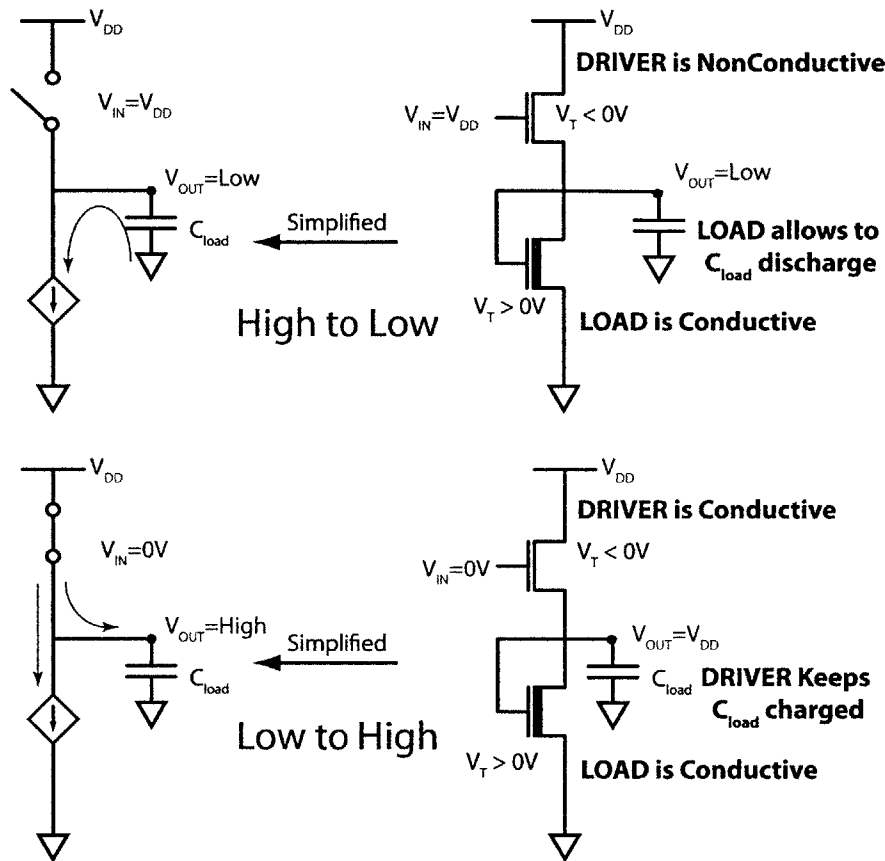 V_DD
V_IN=V_DD
V_OUT=Low
C_load
Simplified
High to Low
V_DD
DRIVER is NonConductive
V_IN=V_DD
V_T < 0V
V_OUT=Low
LOAD allows to
C_load discharge
V_T > 0V
LOAD is Conductive
V_DD
V_IN=0V
V_OUT=High
C_load
Simplified
Low to High
V_DD
DRIVER is Conductive
V_IN=0V
V_T < 0V
V_OUT=V_DD
C_load
DRIVER Keeps
C_load charged
V_T > 0V
LOAD is Conductive